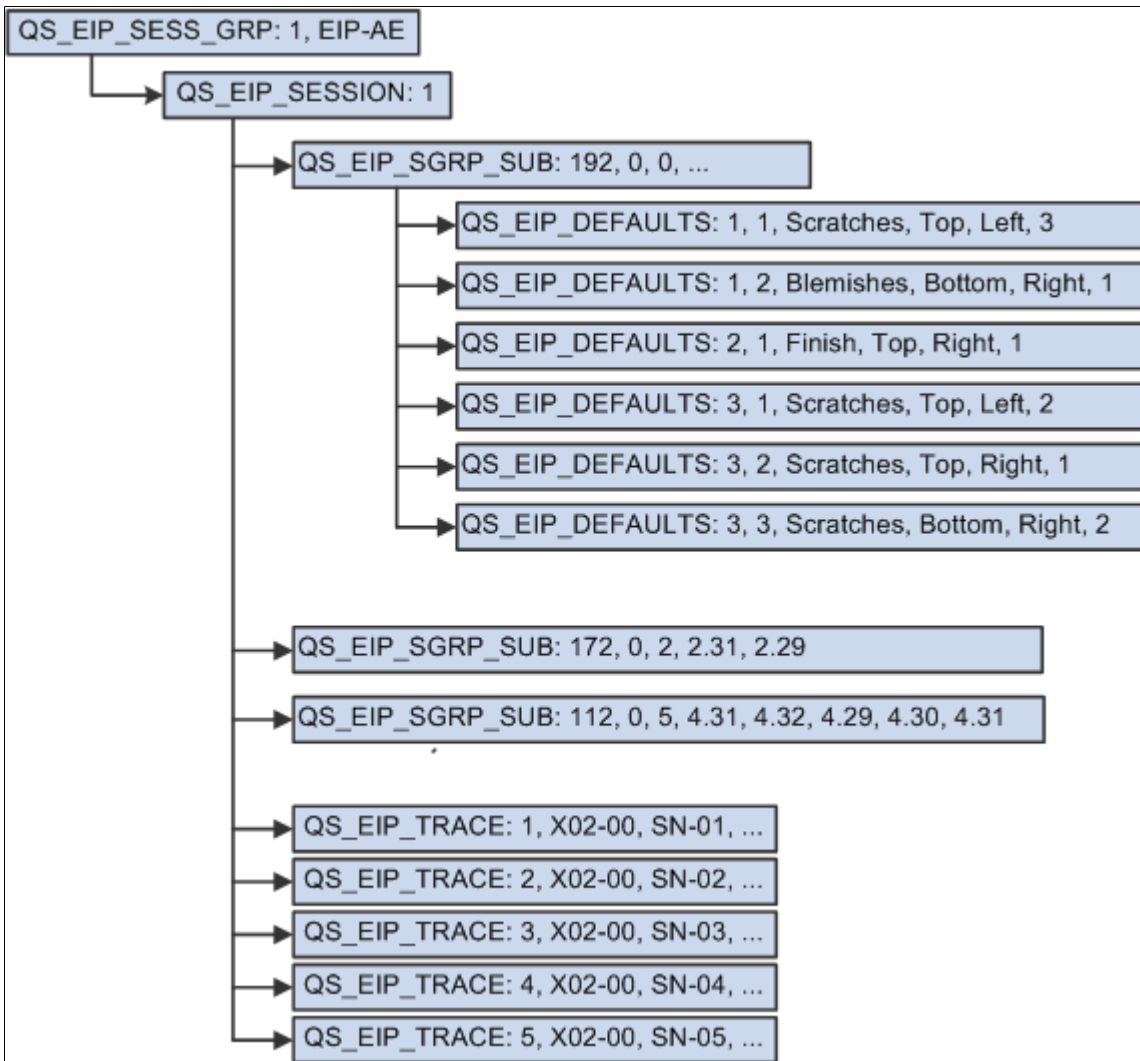 QS_EIP_SESS_GRP: 1, EIP-AE
QS_EIP_SESSION: 1
QS_EIP_SGRP_SUB: 192, 0, 0, ...
QS_EIP_DEFAULTS: 1, 1, Scratches, Top, Left, 3
QS_EIP_DEFAULTS: 1, 2, Blemishes, Bottom, Right, 1
QS_EIP_DEFAULTS: 2, 1, Finish, Top, Right, 1
QS_EIP_DEFAULTS: 3, 1, Scratches, Top, Left, 2
QS_EIP_DEFAULTS: 3, 2, Scratches, Top, Right, 1
QS_EIP_DEFAULTS: 3, 3, Scratches, Bottom, Right, 2
QS_EIP_SGRP_SUB: 172, 0, 2, 2.31, 2.29
QS_EIP_SGRP_SUB: 112, 0, 5, 4.31, 4.32, 4.29, 4.30, 4.31
QS_EIP_TRACE: 1, X02-00, SN-01, ...
QS_EIP_TRACE: 2, X02-00, SN-02, ...
QS_EIP_TRACE: 3, X02-00, SN-03, ...
QS_EIP_TRACE: 4, X02-00, SN-04, ...
QS_EIP_TRACE: 5, X02-00, SN-05, ...